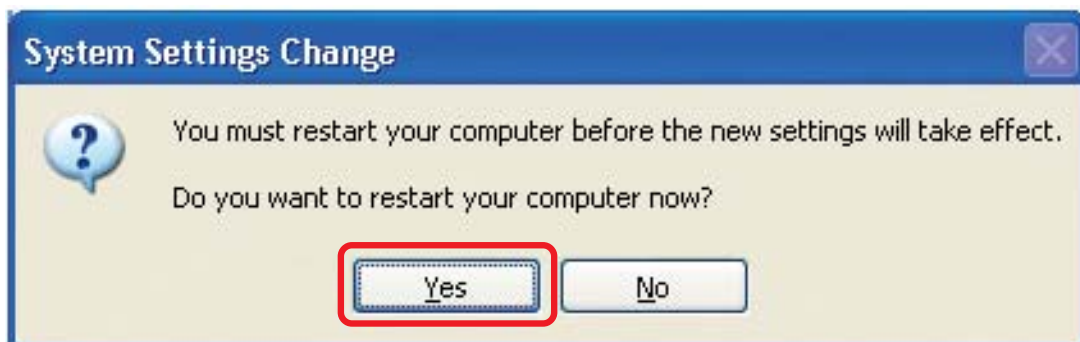 System Settings Change
You must restart your computer before the new settings will take effect.
Do you want to restart your computer now?
Yes No